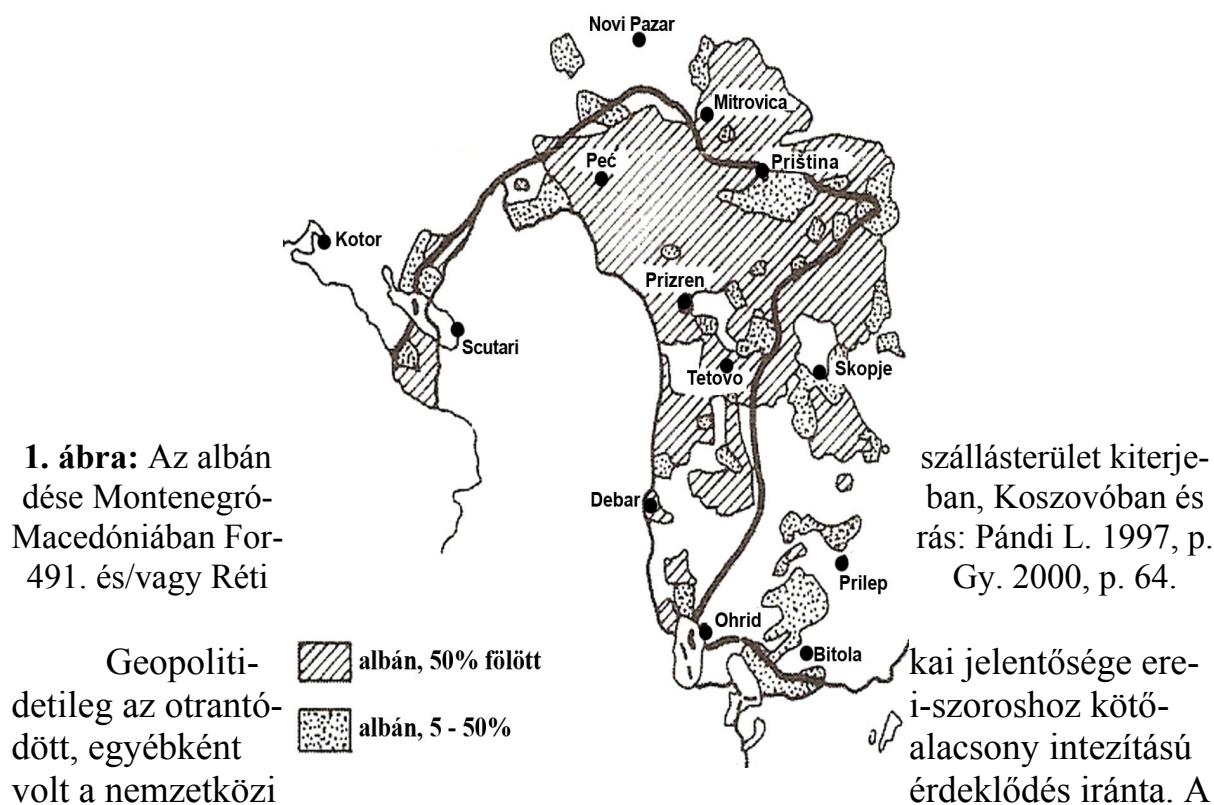 Novi Pazar
Mitrovica
Peć
Priština
Kotor
Prizren
Scutari
Tetovo
Skopje
Debar
Prilep
Ohrid
Bitola
1. ábra: Az albán szállásterület kiterje-
dése Montenegró- ban, Koszovóban és
Macedóniában For- rás: Pándi L. 1997, p.
491. és/vagy Réti Gy. 2000, p. 64.
albán, 50% fölött
albán, 5 - 50%
Geopoliti- kai jelentősége ere-
detileg az otrantó- i-szoroshoz kötő-
dött, egyébként alacsony intezítású
volt a nemzetközi érdeklődés iránta. A